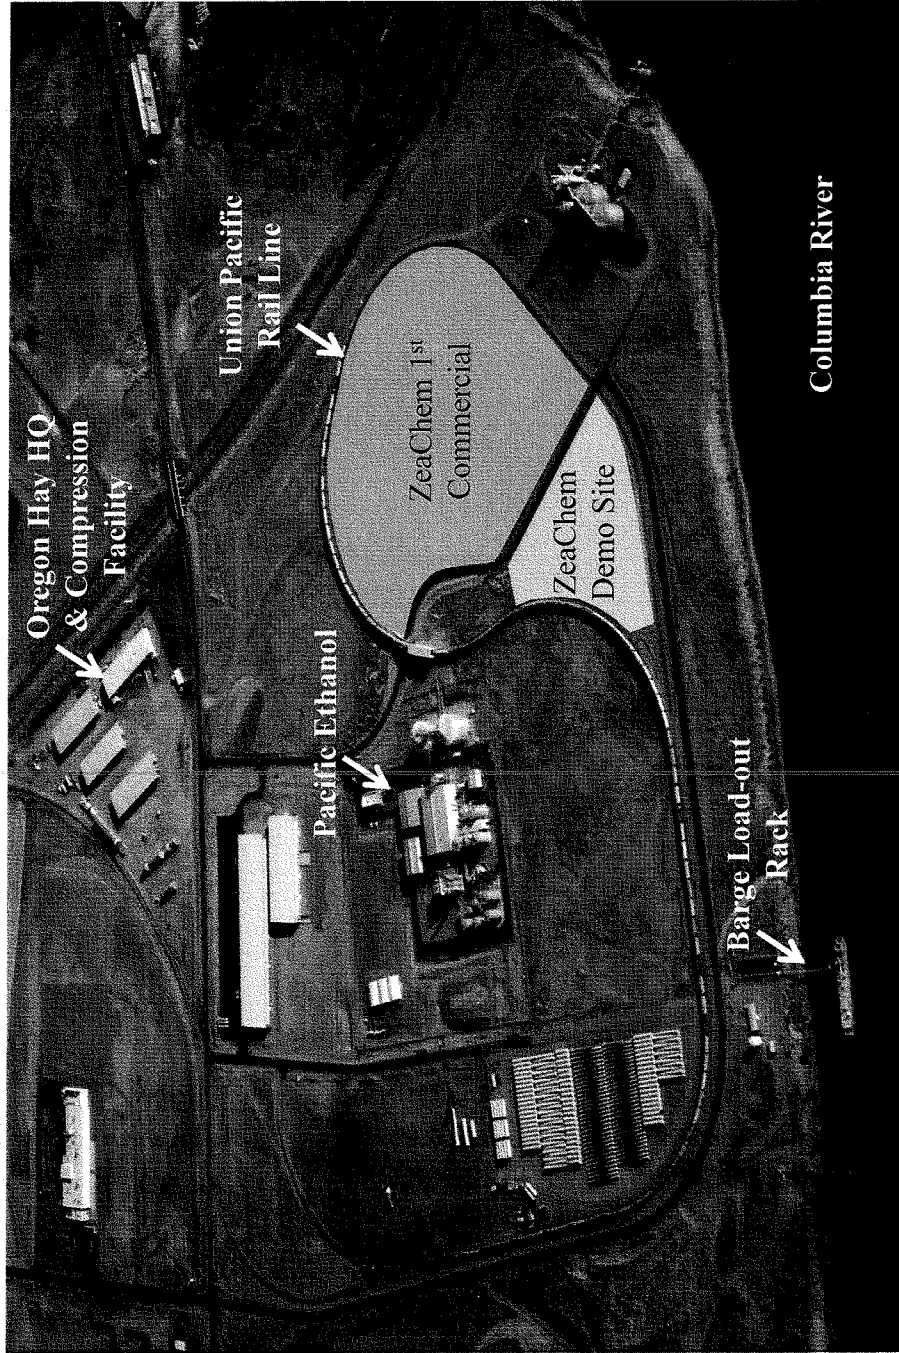 Oregon Hay HQ
& Compression
Facility
Union Pacific
Rail Line
Pacific Ethanol
ZeaChem 1st
Commercial
ZeaChem
Demo Site
Barge Load-out
Rack
Columbia River